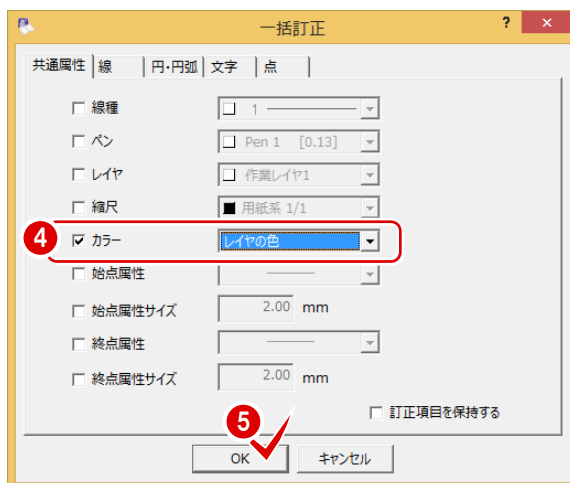 一括訂正 ? ×
共通属性 線 円・円弧 文字 点
線種 1
ペン Pen 1 [0.13]
レイヤ 作業レイヤ1
縮尺 用紙系 1/1
4 カラー レイヤの色
始点属性
始点属性サイズ 2.00 mm
終点属性
終点属性サイズ 2.00 mm
訂正項目を保持する
5
OK キャンセル